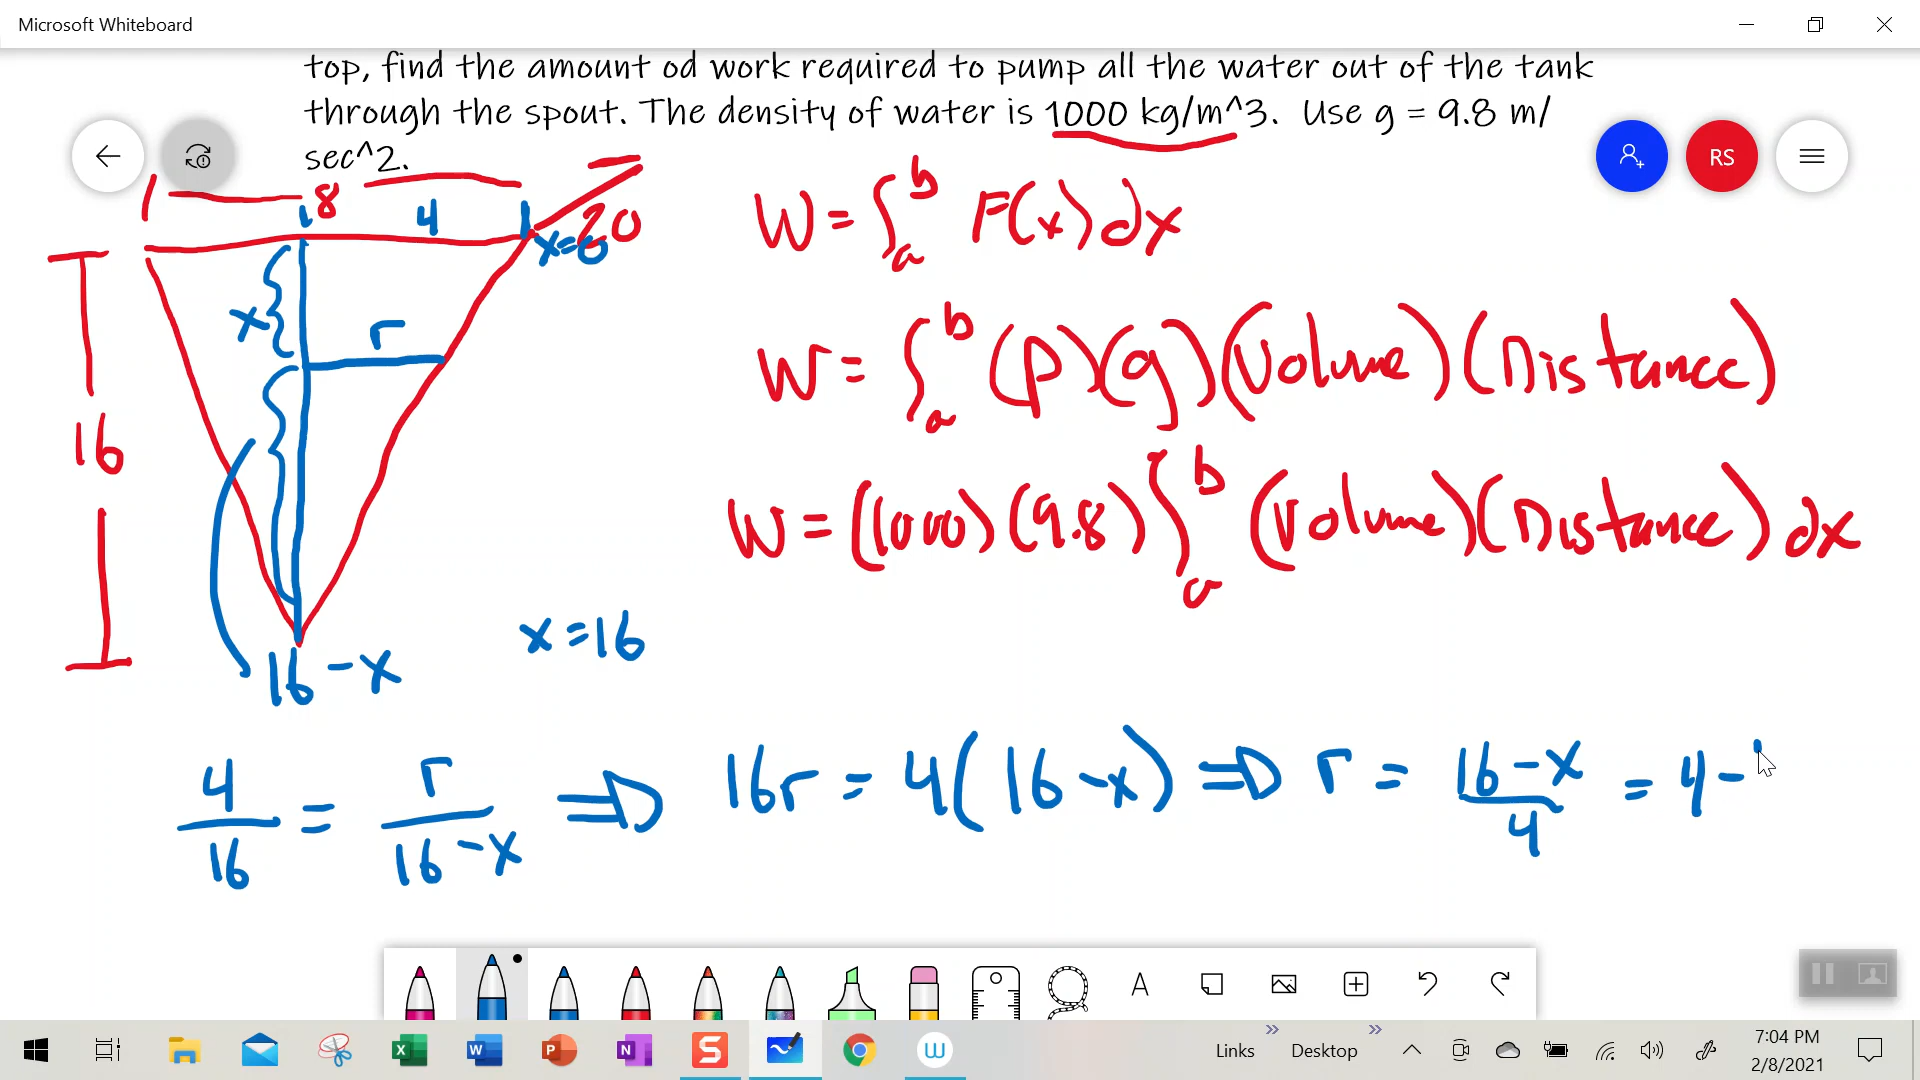 Microsoft Whiteboard
top, find the amount od work required to pump all the water out of the tank
through the spout. The density of water is 1000 kg/m^3. Use g = 9.8 m/
sec^2.
RS
8
4
20
x=0
x
r
16
16-x
x=16
W = ∫_a^b F(x) dx
W = ∫_a^b (p)(g)(Volume)(Distance)
W = (1000)(9.8) ∫_a^b (Volume)(Distance) dx
4/16 = r/(16-x) ⇒ 16r = 4(16-x) ⇒ r = (16-x)/4 = 4-
A
Links
Desktop
7:04 PM
2/8/2021